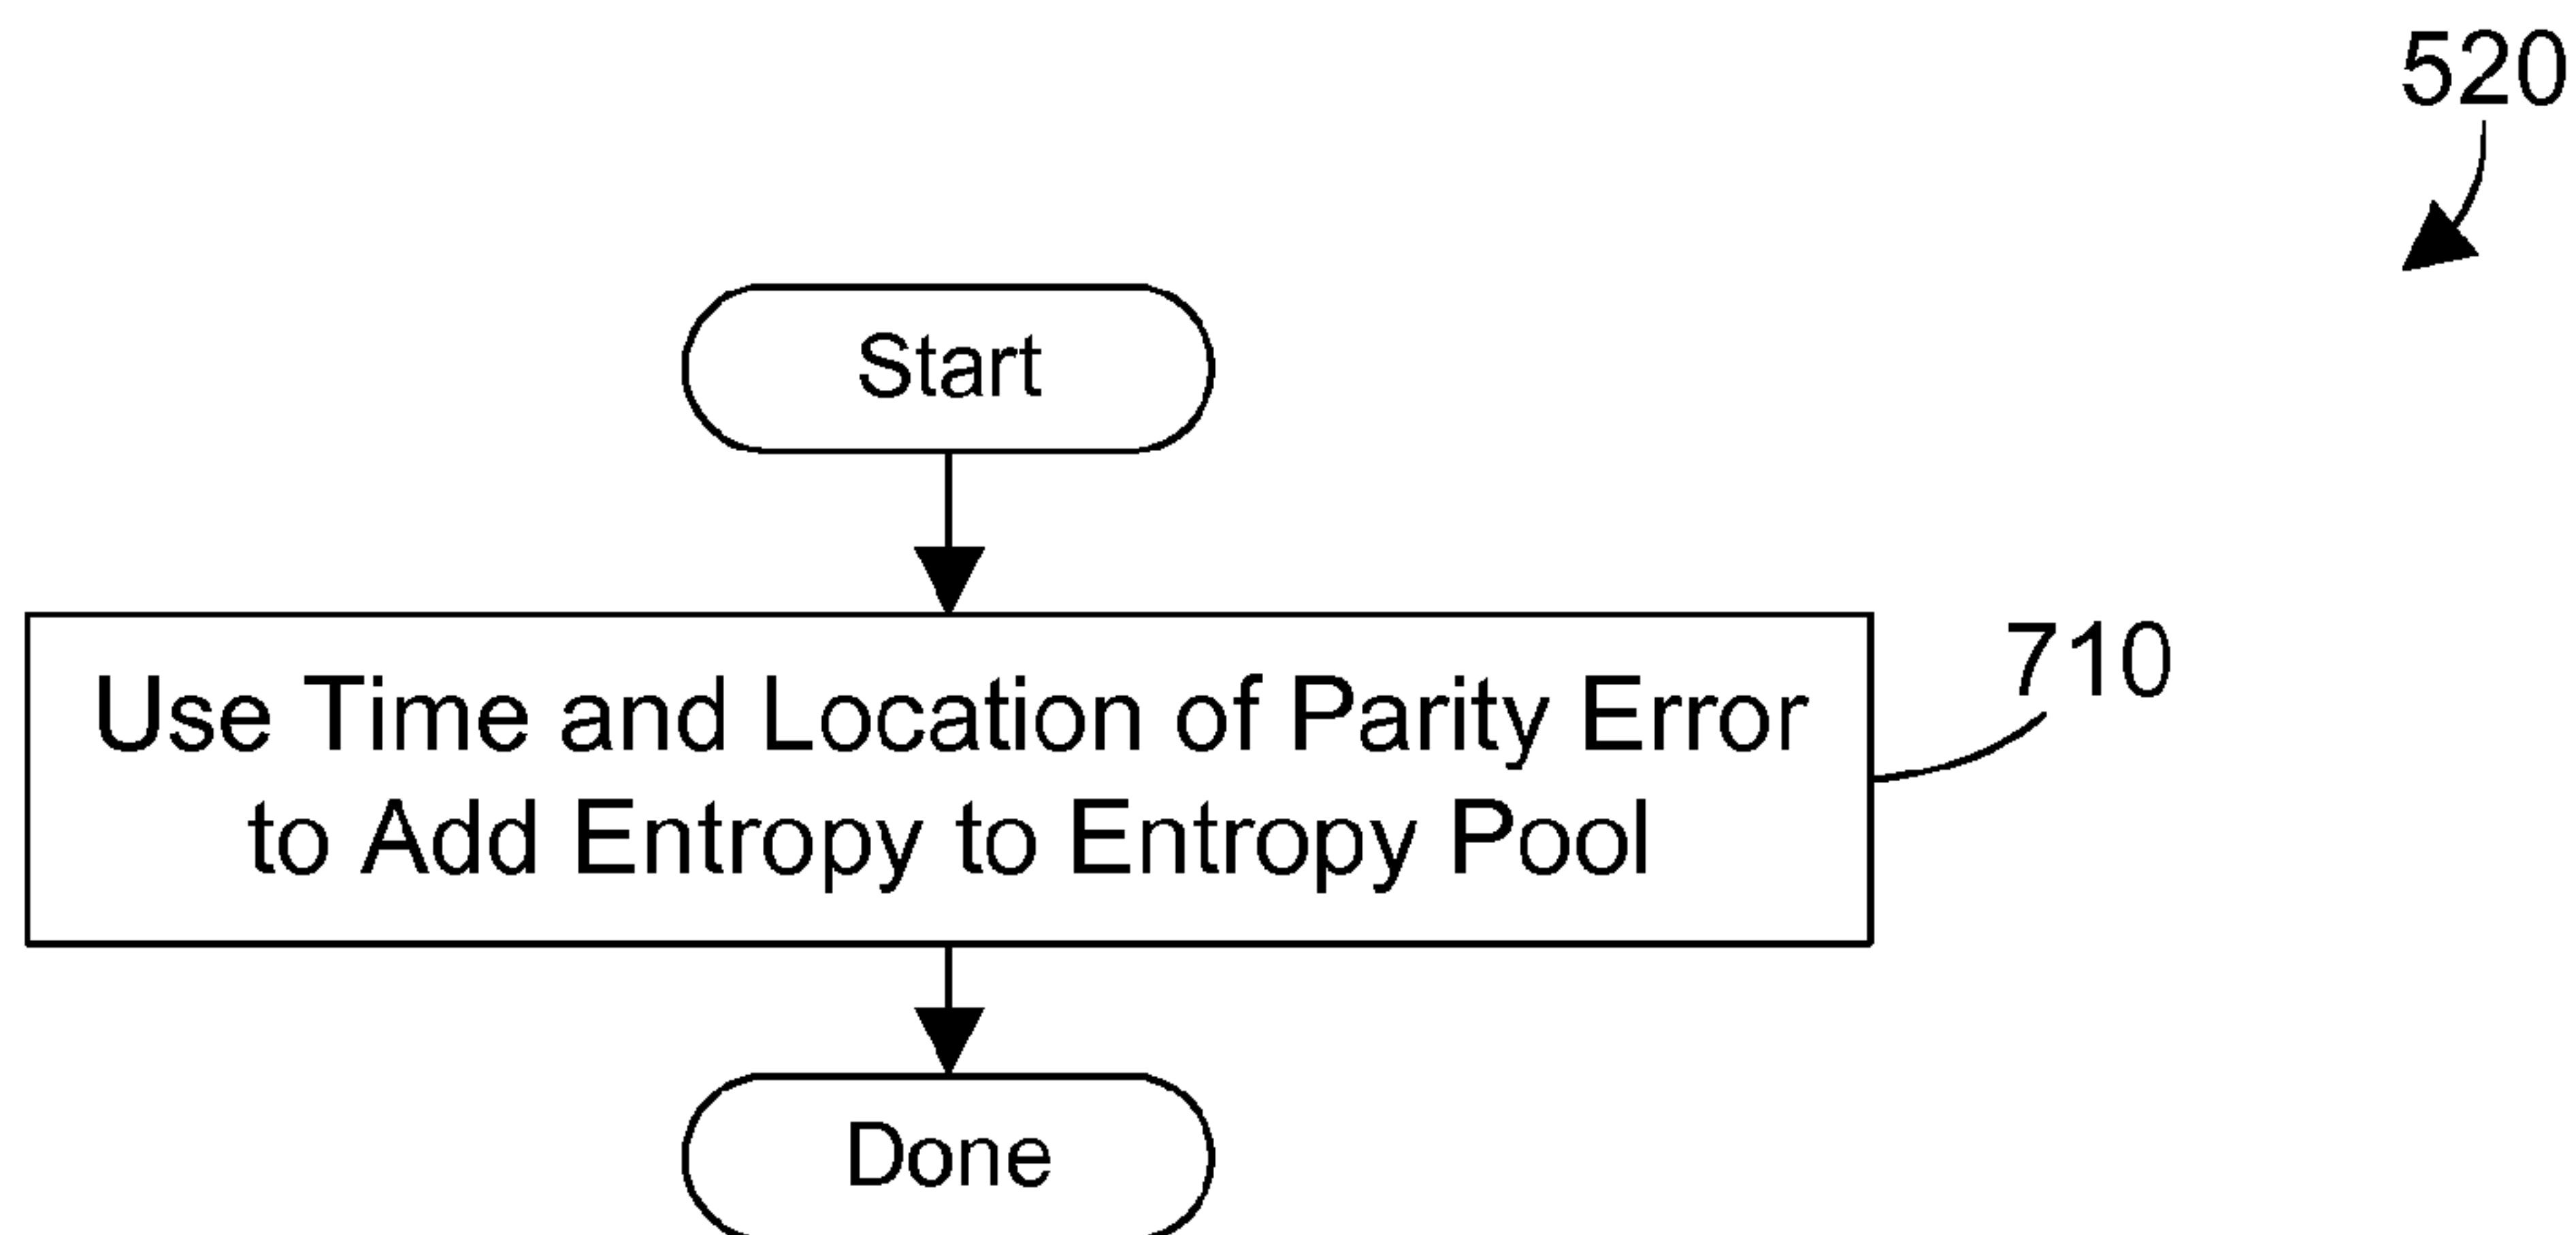 520
Start
710
Use Time and Location of Parity Error
to Add Entropy to Entropy Pool
Done